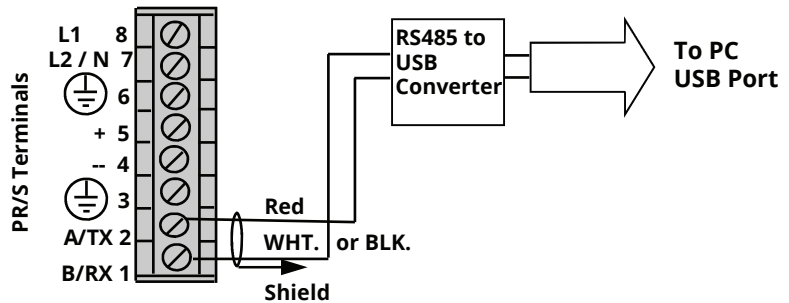 PR/S Terminals
L1 8
L2 / N 7
6
+ 5
-- 4
3
A/TX 2
B/RX 1
Red
WHT. or BLK.
Shield
RS485 to
USB
Converter
To PC
USB Port